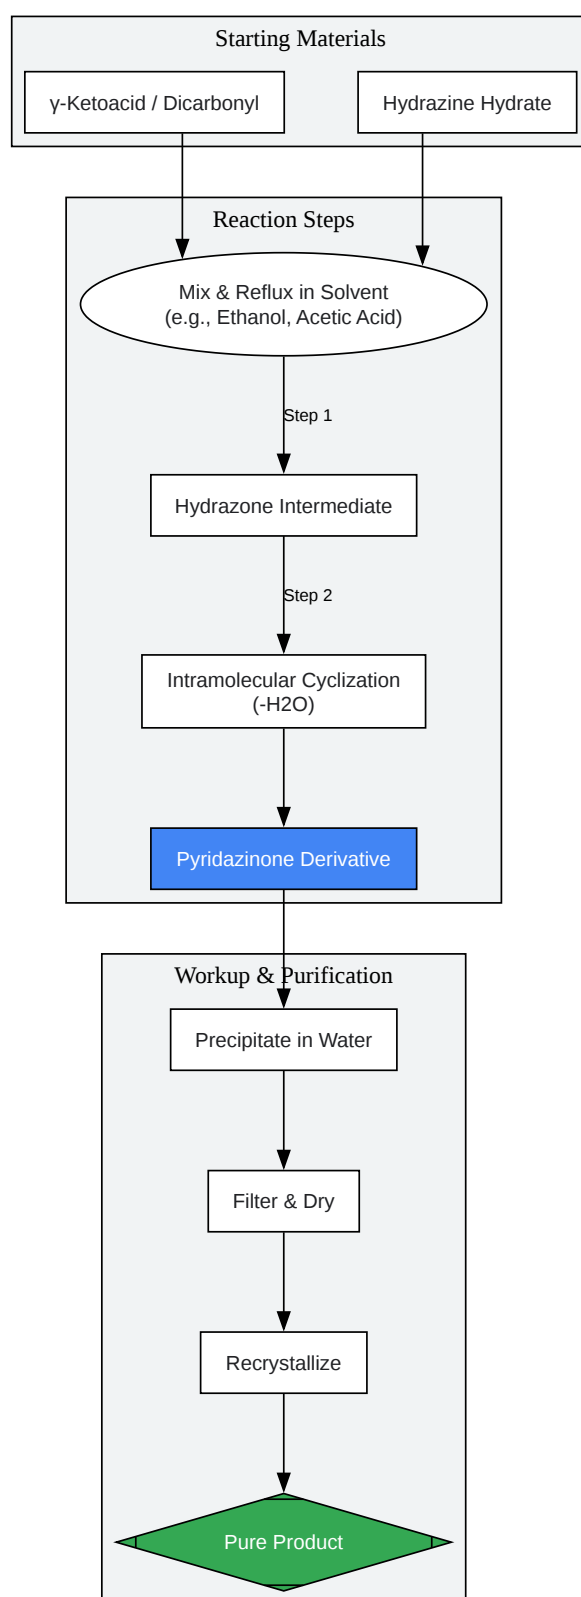 Starting Materials
γ-Ketoacid / Dicarbonyl
Hydrazine Hydrate
Reaction Steps
Mix & Reflux in Solvent
(e.g., Ethanol, Acetic Acid)
Step 1
Hydrazone Intermediate
Step 2
Intramolecular Cyclization
(-H2O)
Pyridazinone Derivative
Workup & Purification
Precipitate in Water
Filter & Dry
Recrystallize
Pure Product